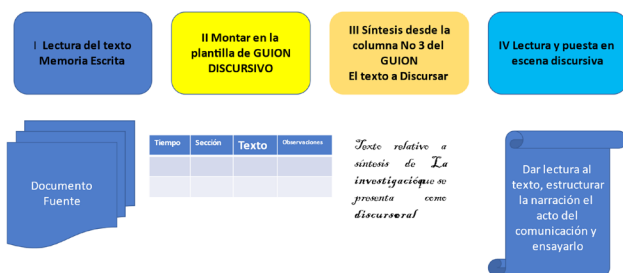 I Lectura del texto
Memoria Escrita
II Montar en la
plantilla de GUION
DISCURSIVO
III Síntesis desde la
columna No 3 del
GUION
El texto a Discursar
IV Lectura y puesta en
escena discursiva
Documento
Fuente
Tiempo Sección Texto Observaciones
Texto relativo a
síntesis de La
investigaciónque se
presenta como
discursoral
Dar lectura al
texto, estructurar
la narración el
acto del
comunicación y
ensayarlo